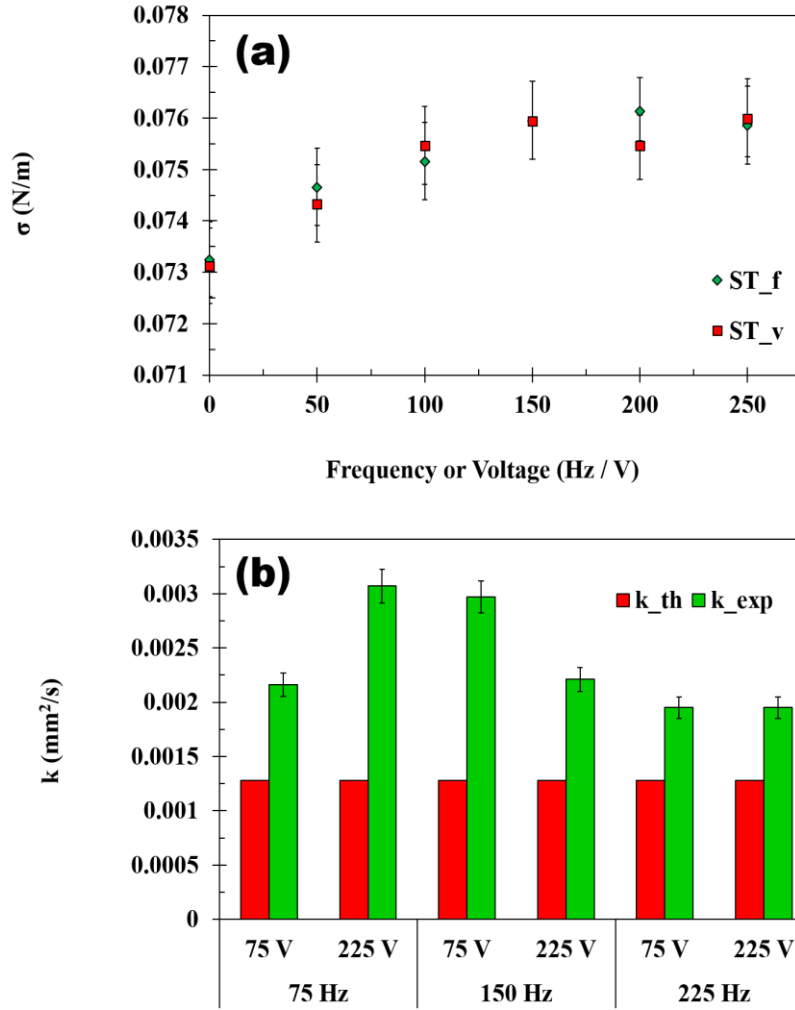 0.078
0.077
0.076
0.075
0.074
0.073
0.072
0.071
σ (N/m)
(a)
ST_f
ST_v
0 50 100 150 200 250
Frequency or Voltage (Hz / V)
0.0035
0.003
0.0025
0.002
0.0015
0.001
0.0005
0
k (mm²/s)
(b)
k_th k_exp
75 V 225 V 75 V 225 V 75 V 225 V
75 Hz 150 Hz 225 Hz